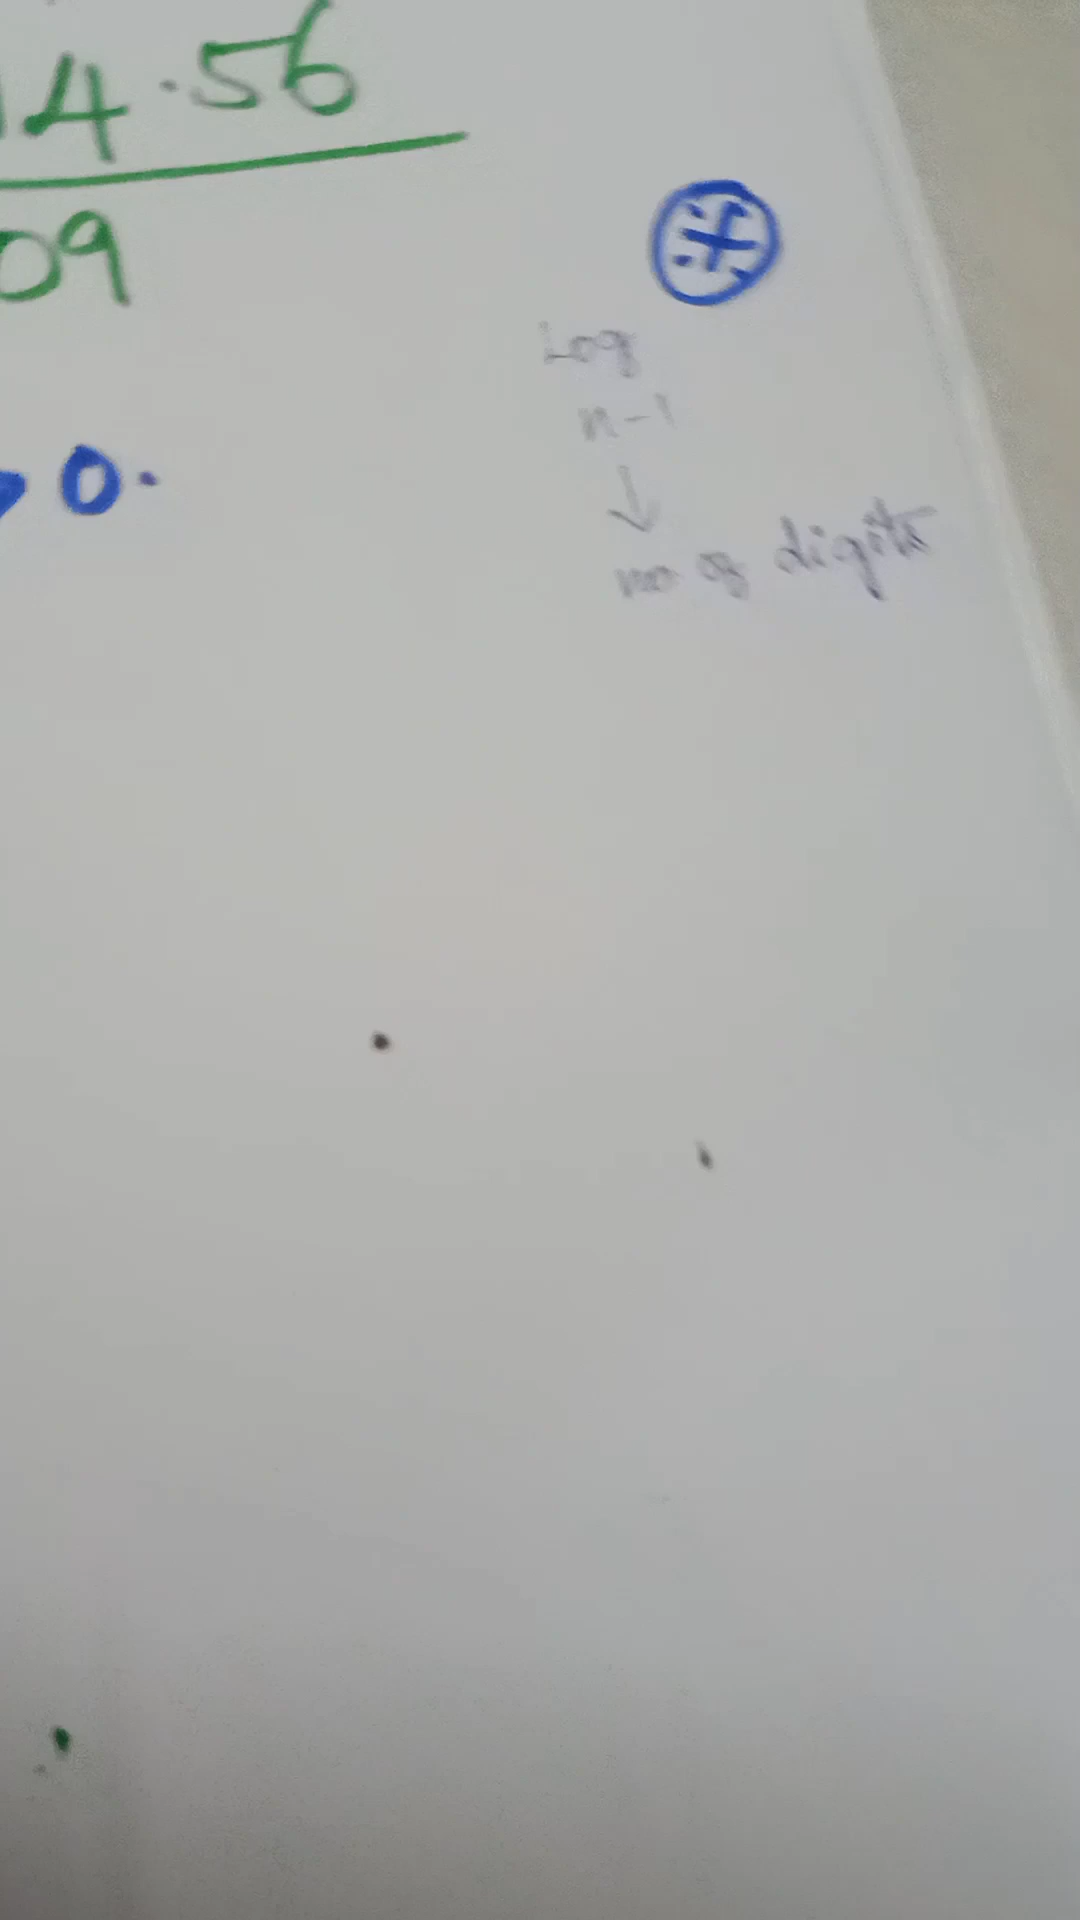 4.56
09
0.
Log
n-1
↓
no of digits